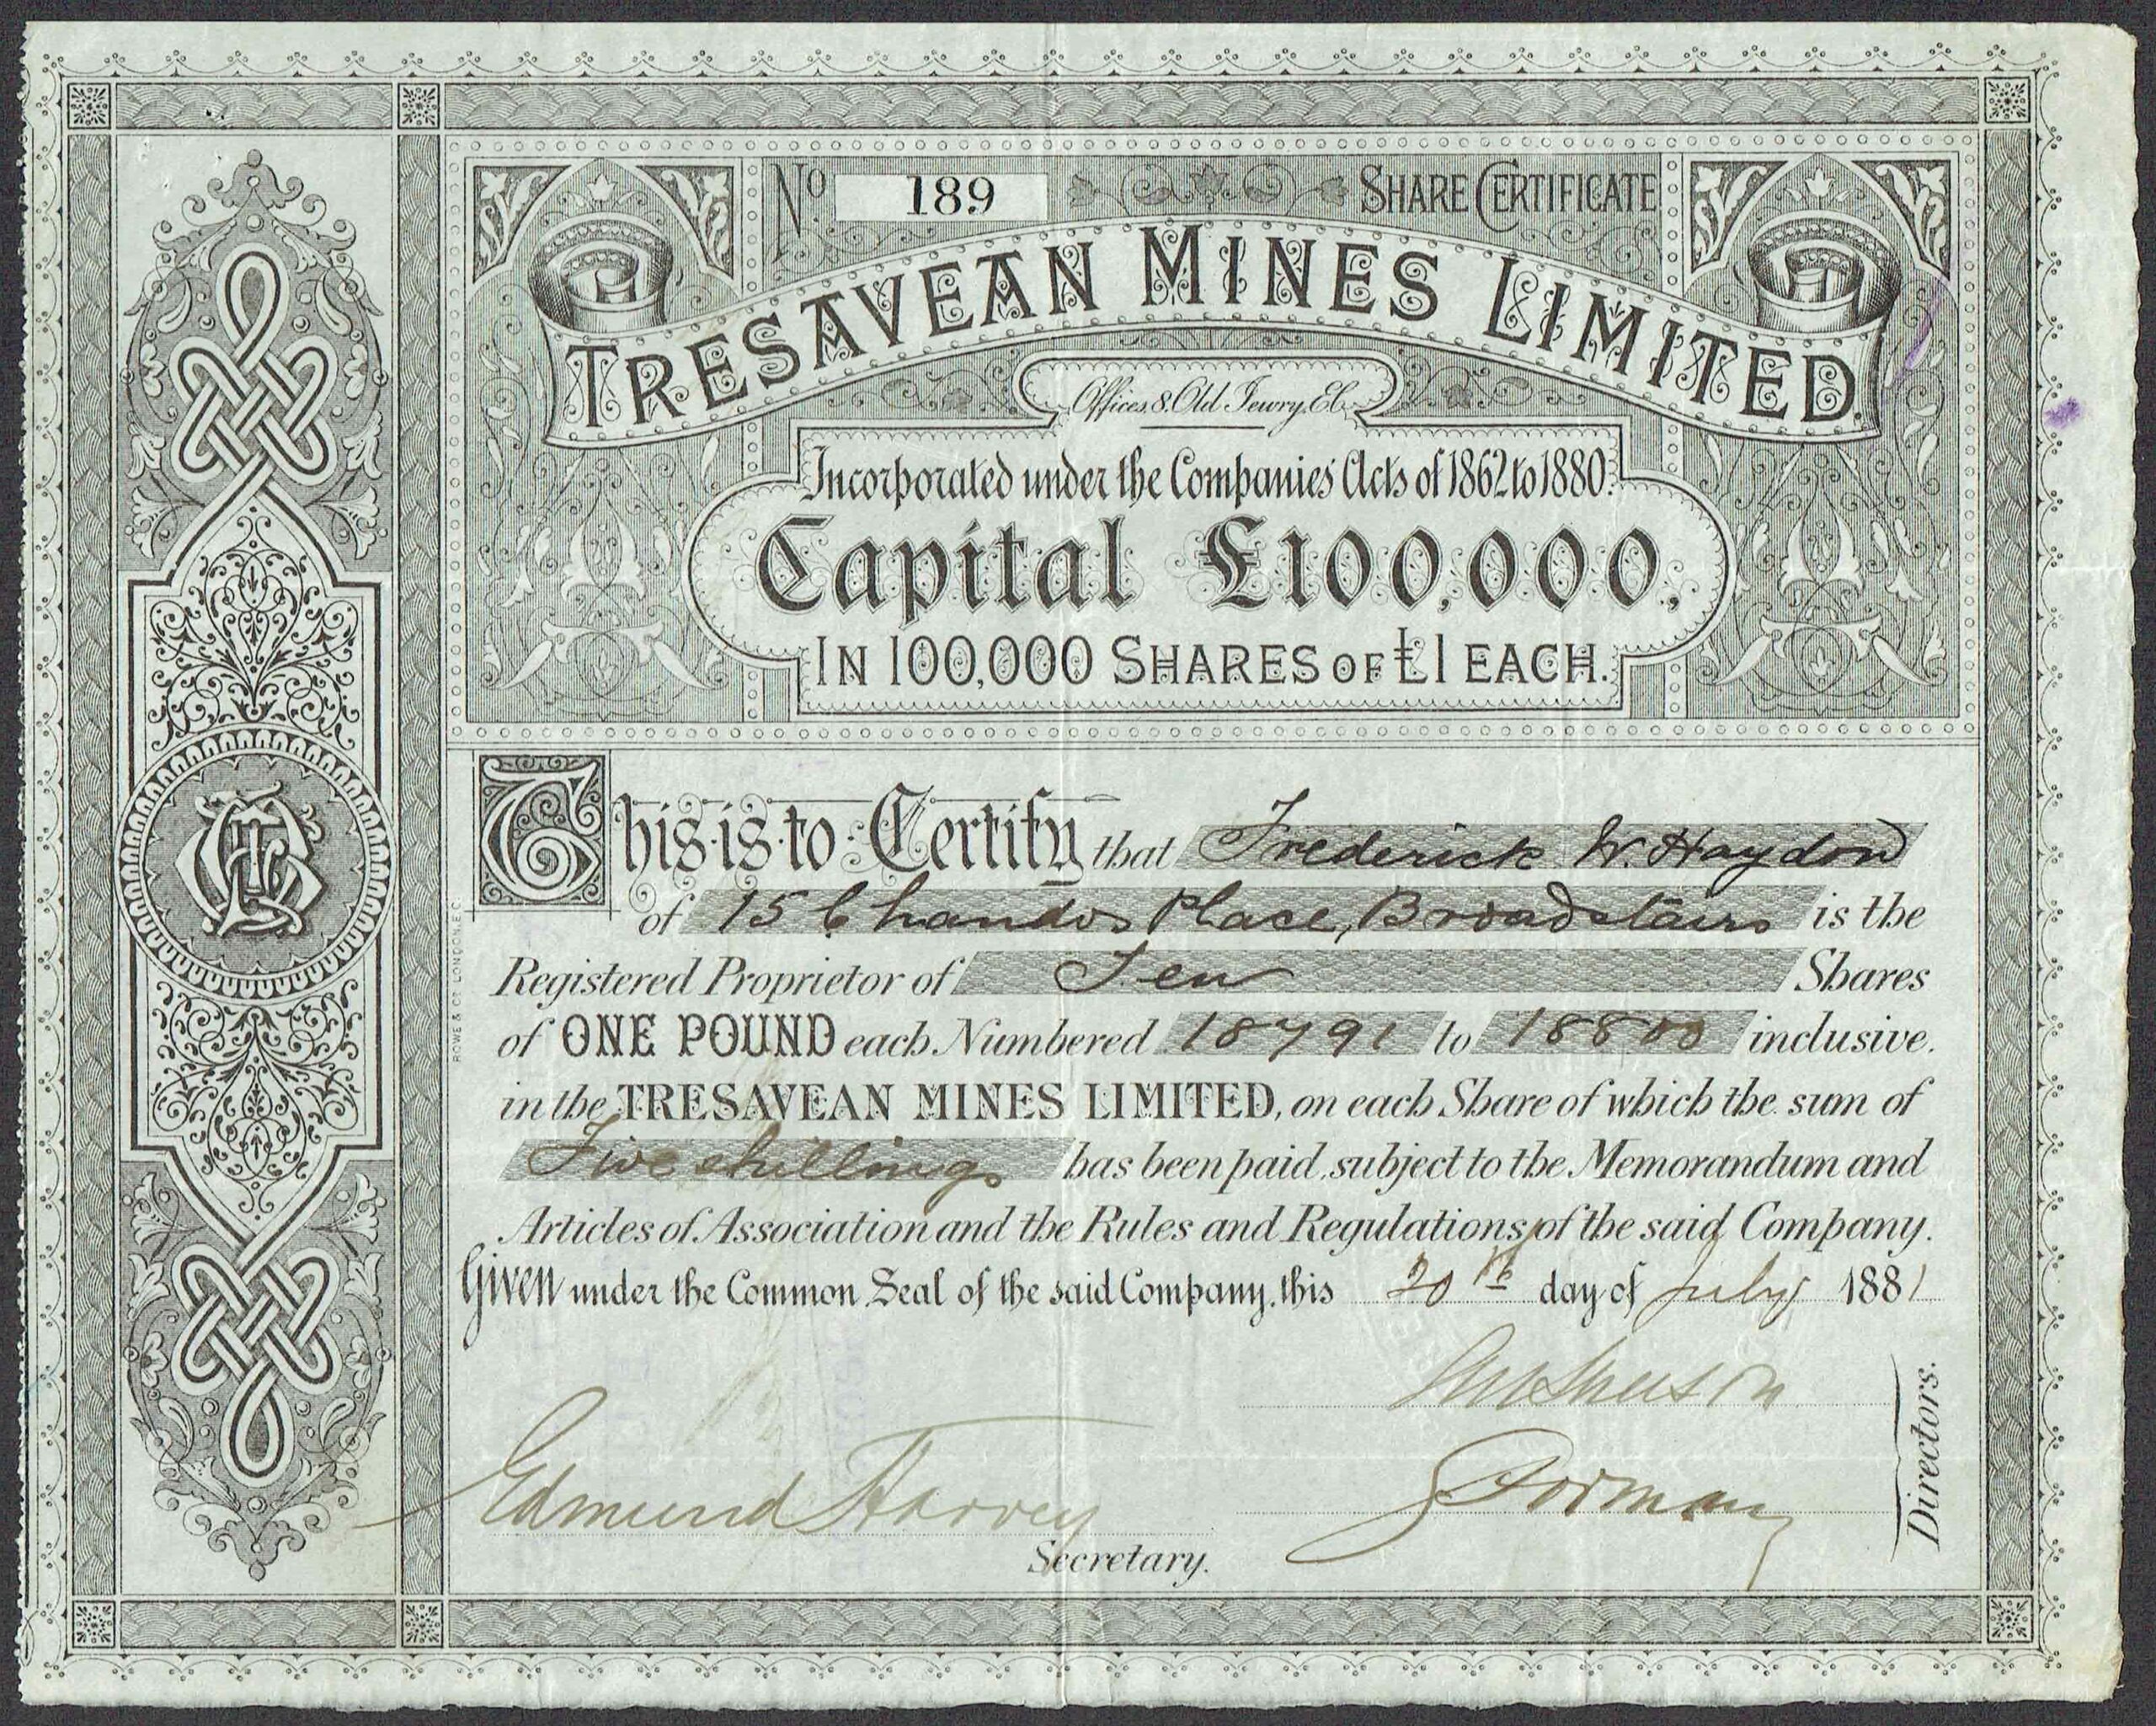 No 189 SHARE CERTIFICATE
TRESAVEAN MINES LIMITED.
Offices, 8, Old Jewry, E.C.
Incorporated under the Companies' Acts of 1862 to 1880.
Capital £100,000,
IN 100,000 SHARES OF £1 EACH.
This is to Certify that Frederick W. Haydon
of 15 Chandos Place, Broadstairs is the
Registered Proprietor of Ten Shares
of ONE POUND each Numbered 18791 to 18800 inclusive.
in the TRESAVEAN MINES LIMITED, on each Share of which the sum of
Five shillings has been paid, subject to the Memorandum and
Articles of Association and the Rules and Regulations of the said Company.
Given under the Common Seal of the said Company, this 20th day of July 1881
Edmund Harvey
Secretary.
Forman
Directors.
ROWE & Co LONDON, E.C.